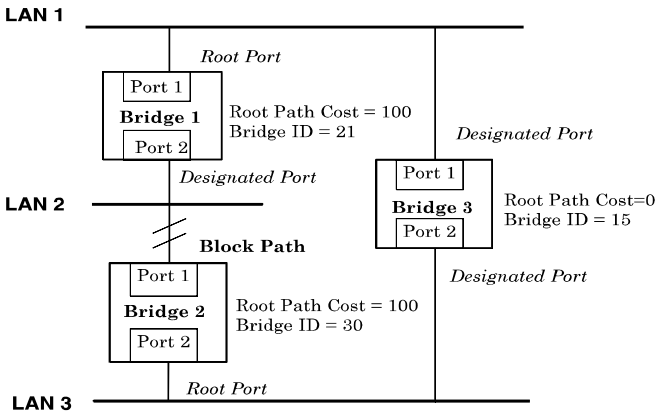 LAN 1
Root Port
Port 1
Bridge 1
Port 2
Root Path Cost = 100
Bridge ID = 21
Designated Port
LAN 2
Block Path
Designated Port
Port 1
Bridge 3
Port 2
Root Path Cost=0
Bridge ID = 15
Designated Port
Port 1
Bridge 2
Port 2
Root Path Cost = 100
Bridge ID = 30
Root Port
LAN 3